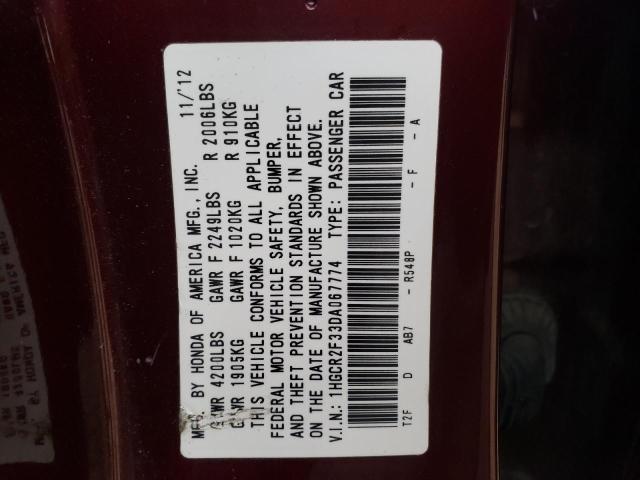 MFG. BY HONDA OF AMERICA MFG., INC. 11/'12
GVWR 4200LBS GAWR F 2249LBS R 2006LBS
GVWR 1905KG GAWR F 1020KG R 910KG
THIS VEHICLE CONFORMS TO ALL APPLICABLE
FEDERAL MOTOR VEHICLE SAFETY, BUMPER,
AND THEFT PREVENTION STANDARDS IN EFFECT
ON THE DATE OF MANUFACTURE SHOWN ABOVE.
V.I.N.: 1HGCR2F33DA067774 TYPE: PASSENGER CAR
T2F D AB7 - R548P - F - A